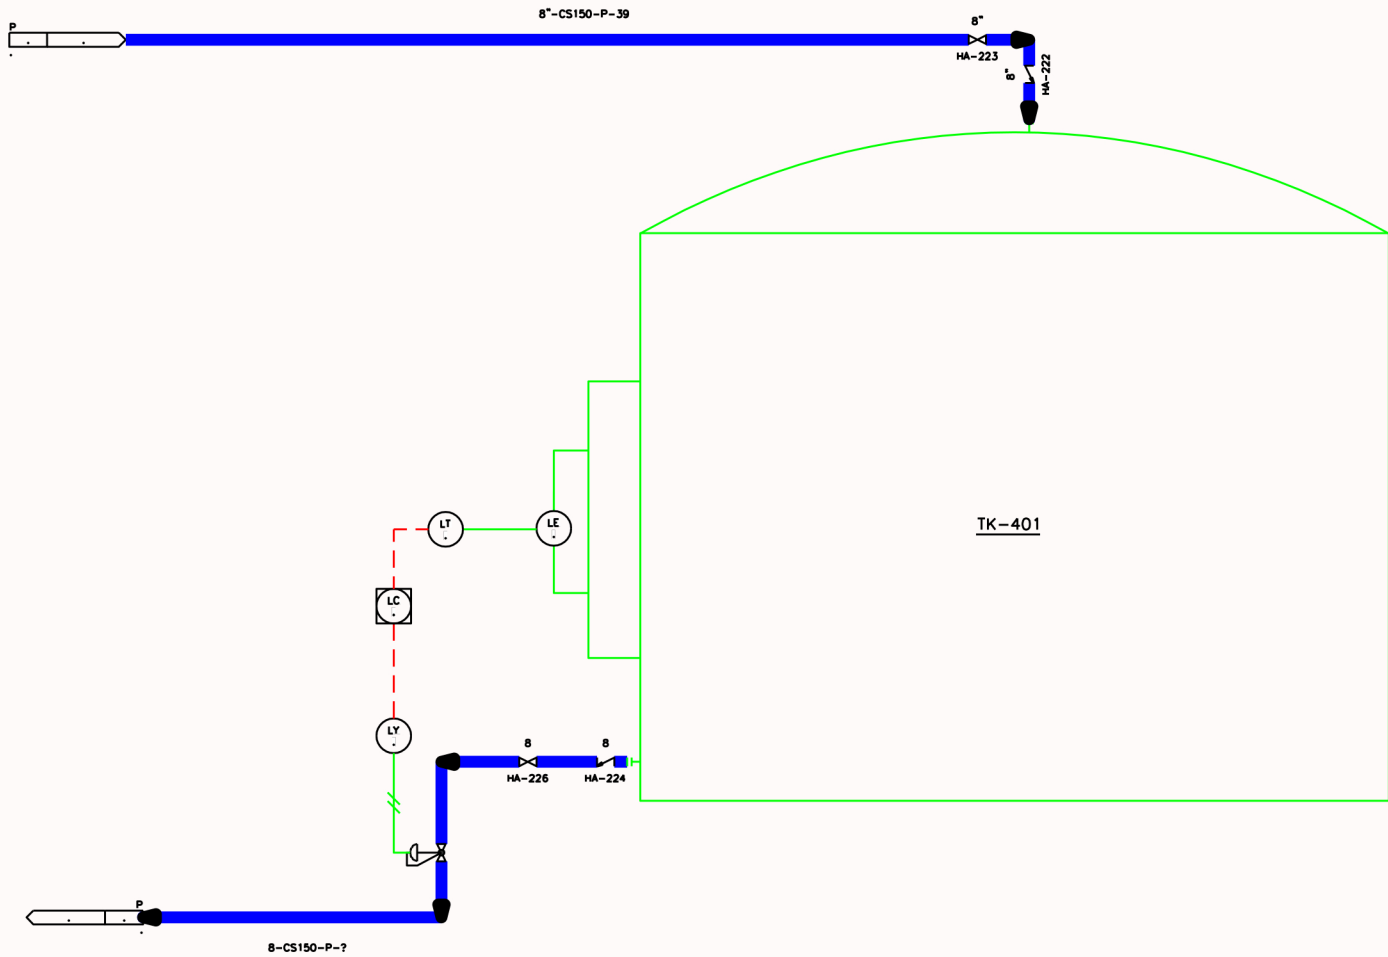 8"-CS150-P-39
P
8"
HA-223
8"
HA-222
TK-401
LT
LE
LC
LY
8
8
HA-226
HA-224
P
8-CS150-P-?